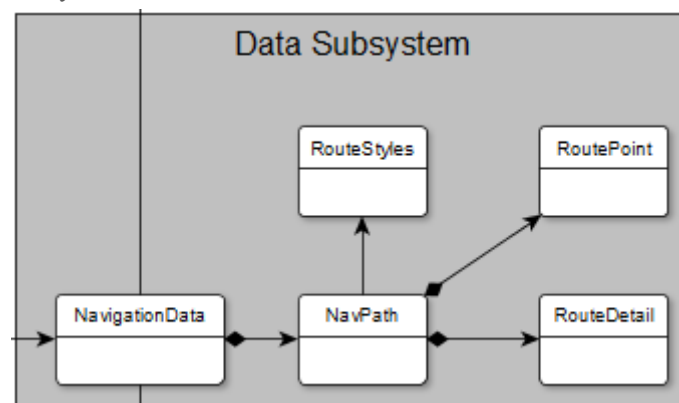 Data Subsystem
RouteStyles
RoutePoint
NavigationData
NavPath
RouteDetail